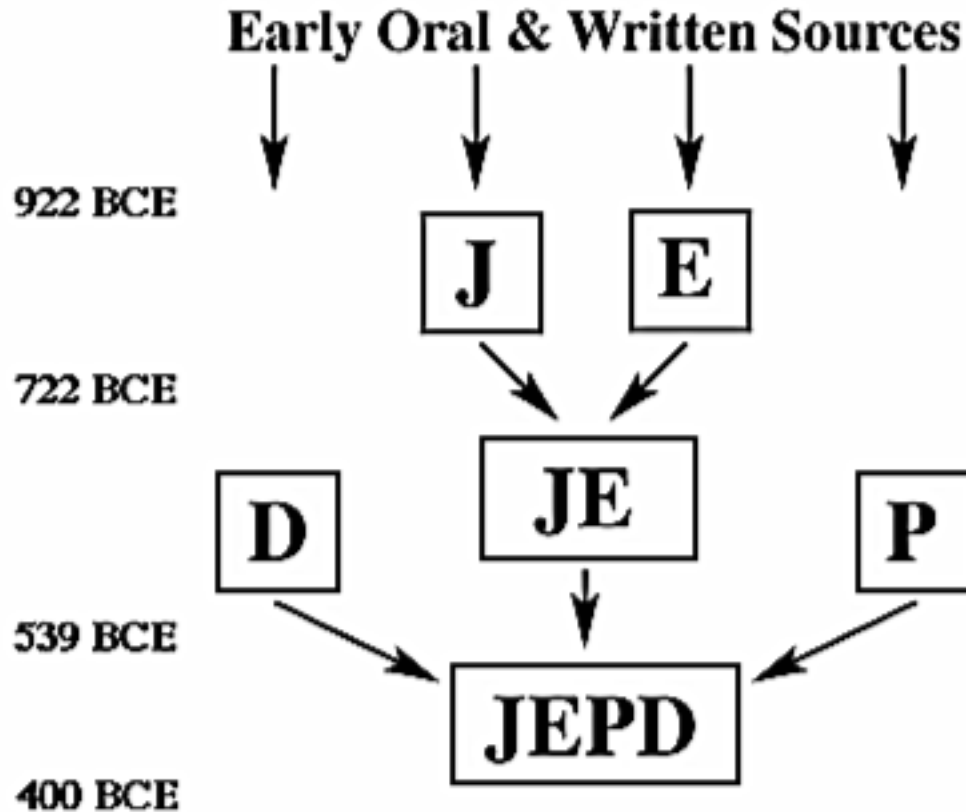 Early Oral & Written Sources
922 BCE
J E
722 BCE
JE
D P
539 BCE
JEPD
400 BCE